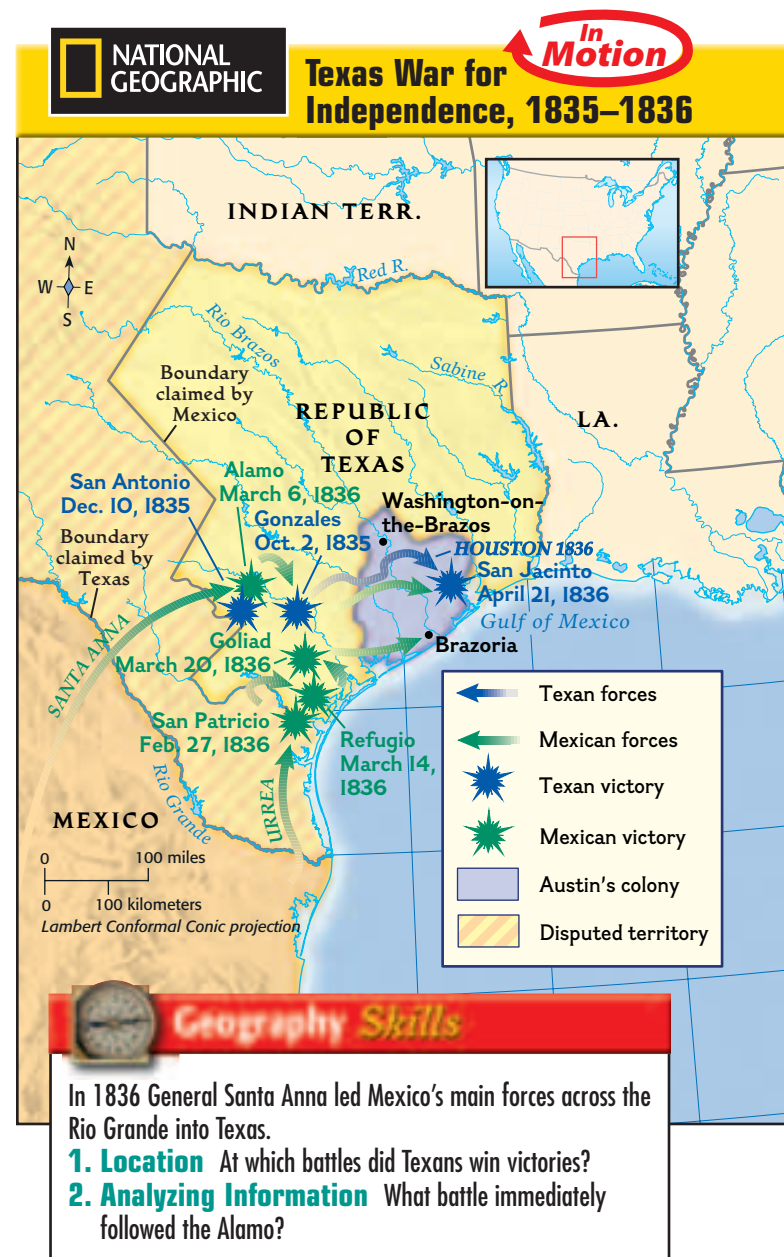 NATIONAL
GEOGRAPHIC
Texas War for
Independence, 1835–1836
In
Motion
INDIAN TERR.
N
W E
S
Red R.
Rio Brazos
Sabine R.
Boundary
claimed by
Mexico
REPUBLIC
OF
TEXAS
LA.
San Antonio
Dec. 10, 1835
Alamo
March 6, 1836
Gonzales
Oct. 2, 1835
Washington-on-
the-Brazos
Boundary
claimed by
Texas
HOUSTON 1836
San Jacinto
April 21, 1836
Gulf of Mexico
SANTA ANNA
Goliad
March 20, 1836
Brazoria
San Patricio
Feb. 27, 1836
Refugio
March 14,
1836
Rio Grande
URREA
MEXICO
0 100 miles
0 100 kilometers
Lambert Conformal Conic projection
Texan forces
Mexican forces
Texan victory
Mexican victory
Austin's colony
Disputed territory
Geography Skills
In 1836 General Santa Anna led Mexico's main forces across the
Rio Grande into Texas.
1. Location At which battles did Texans win victories?
2. Analyzing Information What battle immediately
followed the Alamo?